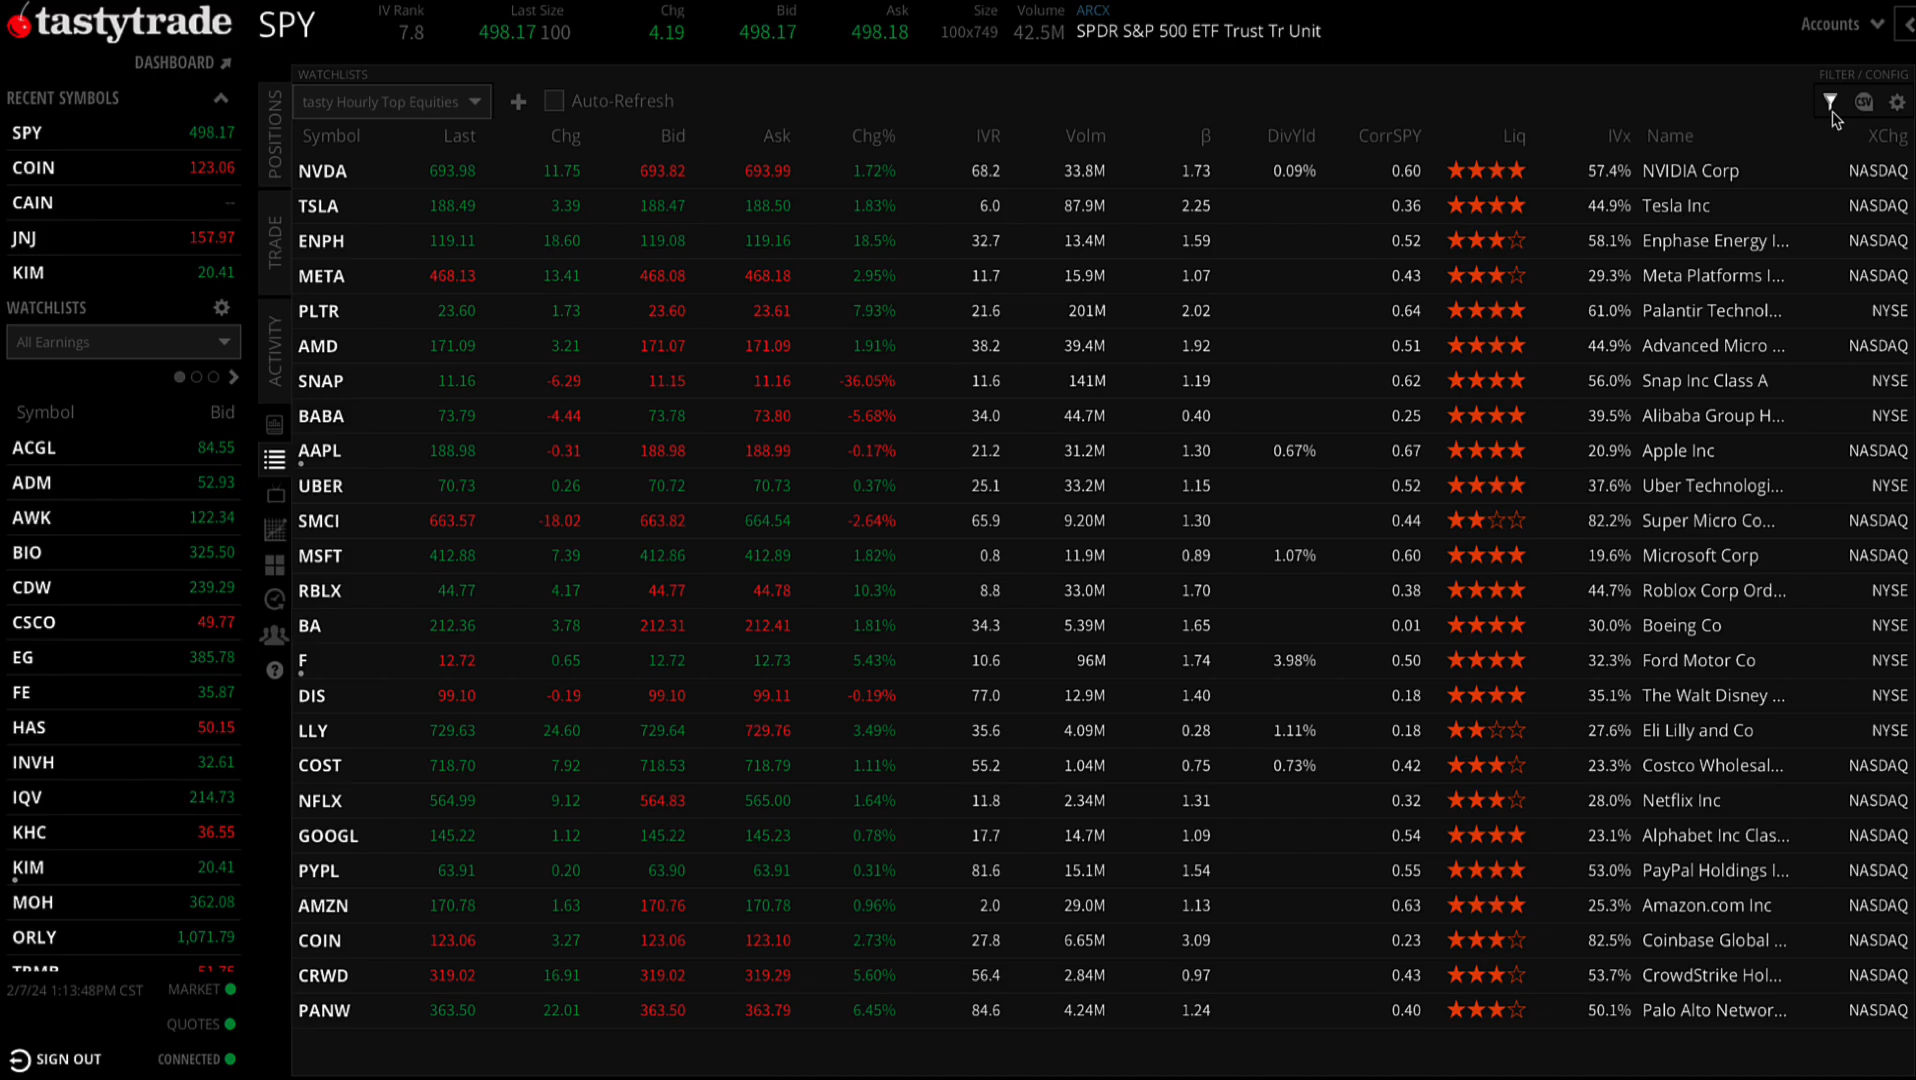 tastytrade
DASHBOARD
SPY
IV Rank 7.8
Last Size 498.17 100
Chg 4.19
Bid 498.17
Ask 498.18
Size 100x749
Volume 42.5M
ARCX
SPDR S&P 500 ETF Trust Tr Unit
Accounts
RECENT SYMBOLS
SPY 498.17
COIN 123.06
CAIN --
JNJ 157.97
KIM 20.41
WATCHLISTS
All Earnings
Symbol Bid
ACGL 84.55
ADM 52.93
AWK 122.34
BIO 325.50
CDW 239.29
CSCO 49.77
EG 385.78
FE 35.87
HAS 50.15
INVH 32.61
IQV 214.73
KHC 36.55
KIM 20.41
MOH 362.08
ORLY 1,071.79
2/7/24 1:13:48PM CST MARKET
QUOTES
SIGN OUT CONNECTED
POSITIONS
TRADE
ACTIVITY
WATCHLISTS
FILTER / CONFIG
tasty Hourly Top Equities
Auto-Refresh
CSV
Symbol Last Chg Bid Ask Chg% IVR Volm β DivYld CorrSPY Liq IVx Name XChg
NVDA 693.98 11.75 693.82 693.99 1.72% 68.2 33.8M 1.73 0.09% 0.60 57.4% NVIDIA Corp NASDAQ
TSLA 188.49 3.39 188.47 188.50 1.83% 6.0 87.9M 2.25 0.36 44.9% Tesla Inc NASDAQ
ENPH 119.11 18.60 119.08 119.16 18.5% 32.7 13.4M 1.59 0.52 58.1% Enphase Energy I... NASDAQ
META 468.13 13.41 468.08 468.18 2.95% 11.7 15.9M 1.07 0.43 29.3% Meta Platforms I... NASDAQ
PLTR 23.60 1.73 23.60 23.61 7.93% 21.6 201M 2.02 0.64 61.0% Palantir Technol... NYSE
AMD 171.09 3.21 171.07 171.09 1.91% 38.2 39.4M 1.92 0.51 44.9% Advanced Micro ... NASDAQ
SNAP 11.16 -6.29 11.15 11.16 -36.05% 11.6 141M 1.19 0.62 56.0% Snap Inc Class A NYSE
BABA 73.79 -4.44 73.78 73.80 -5.68% 34.0 44.7M 0.40 0.25 39.5% Alibaba Group H... NYSE
AAPL 188.98 -0.31 188.98 188.99 -0.17% 21.2 31.2M 1.30 0.67% 0.67 20.9% Apple Inc NASDAQ
UBER 70.73 0.26 70.72 70.73 0.37% 25.1 33.2M 1.15 0.52 37.6% Uber Technologi... NYSE
SMCI 663.57 -18.02 663.82 664.54 -2.64% 65.9 9.20M 1.30 0.44 82.2% Super Micro Co... NASDAQ
MSFT 412.88 7.39 412.86 412.89 1.82% 0.8 11.9M 0.89 1.07% 0.60 19.6% Microsoft Corp NASDAQ
RBLX 44.77 4.17 44.77 44.78 10.3% 8.8 33.0M 1.70 0.38 44.7% Roblox Corp Ord... NYSE
BA 212.36 3.78 212.31 212.41 1.81% 34.3 5.39M 1.65 0.01 30.0% Boeing Co NYSE
F 12.72 0.65 12.72 12.73 5.43% 10.6 96M 1.74 3.98% 0.50 32.3% Ford Motor Co NYSE
DIS 99.10 -0.19 99.10 99.11 -0.19% 77.0 12.9M 1.40 0.18 35.1% The Walt Disney ... NYSE
LLY 729.63 24.60 729.64 729.76 3.49% 35.6 4.09M 0.28 1.11% 0.18 27.6% Eli Lilly and Co NYSE
COST 718.70 7.92 718.53 718.79 1.11% 55.2 1.04M 0.75 0.73% 0.42 23.3% Costco Wholesal... NASDAQ
NFLX 564.99 9.12 564.83 565.00 1.64% 11.8 2.34M 1.31 0.32 28.0% Netflix Inc NASDAQ
GOOGL 145.22 1.12 145.22 145.23 0.78% 17.7 14.7M 1.09 0.54 23.1% Alphabet Inc Clas... NASDAQ
PYPL 63.91 0.20 63.90 63.91 0.31% 81.6 15.1M 1.54 0.55 53.0% PayPal Holdings I... NASDAQ
AMZN 170.78 1.63 170.76 170.78 0.96% 2.0 29.0M 1.13 0.63 25.3% Amazon.com Inc NASDAQ
COIN 123.06 3.27 123.06 123.10 2.73% 27.8 6.65M 3.09 0.23 82.5% Coinbase Global ... NASDAQ
CRWD 319.02 16.91 319.02 319.29 5.60% 56.4 2.84M 0.97 0.43 53.7% CrowdStrike Hol... NASDAQ
PANW 363.50 22.01 363.50 363.79 6.45% 84.6 4.24M 1.24 0.40 50.1% Palo Alto Networ... NASDAQ